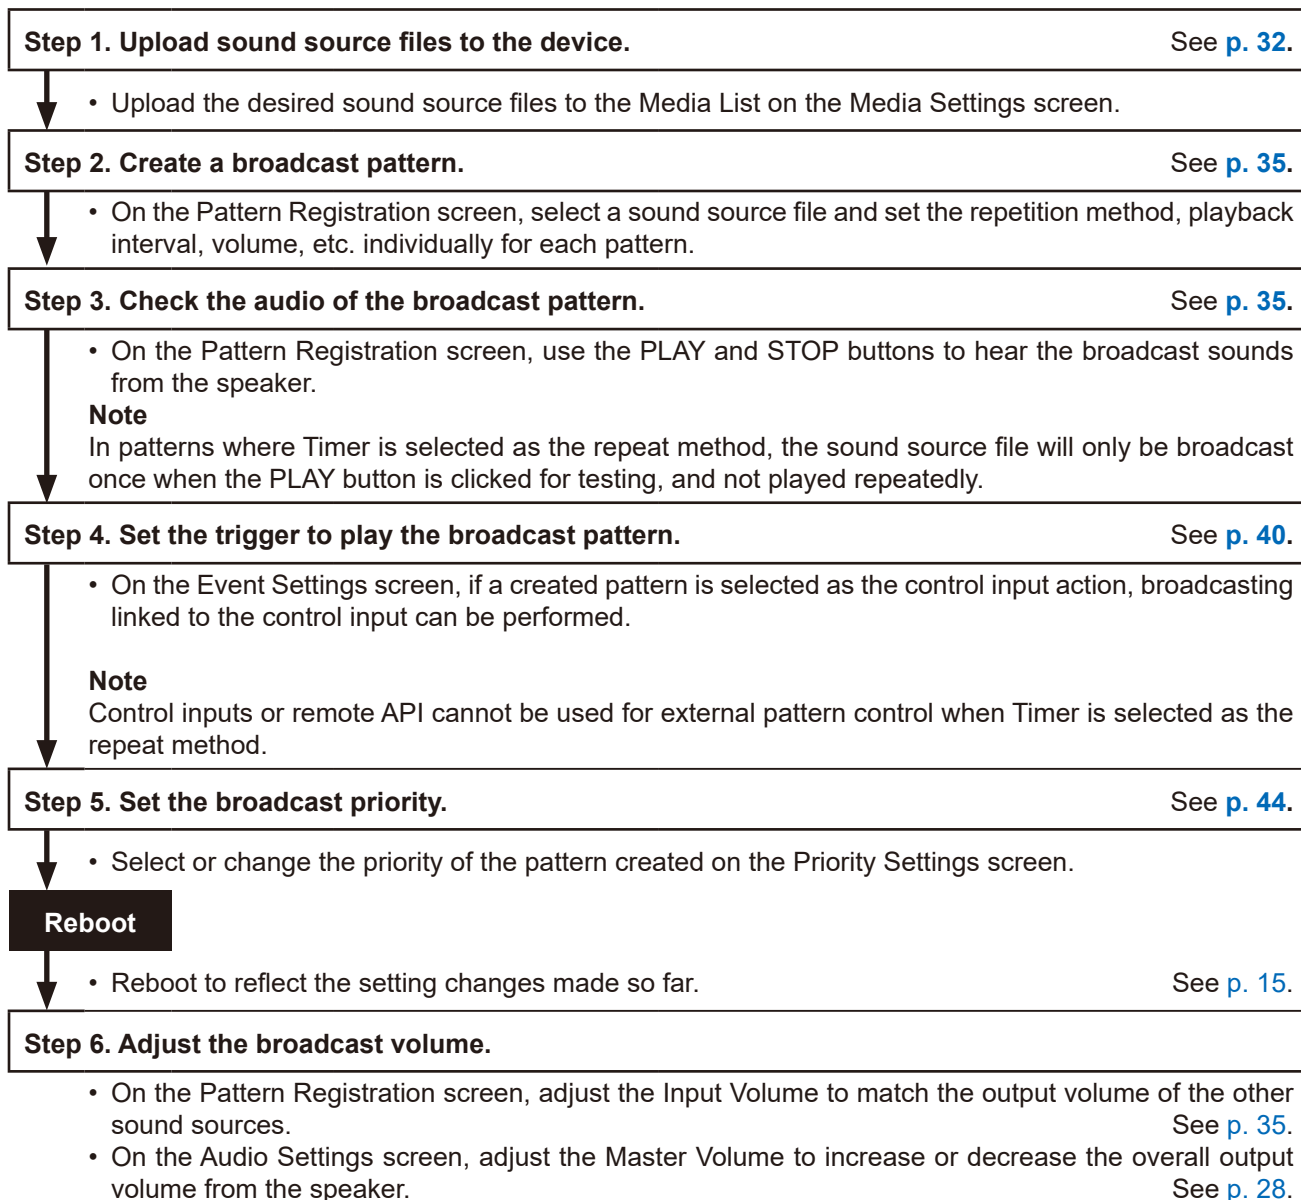 Step 1. Upload sound source files to the device. See p. 32.
• Upload the desired sound source files to the Media List on the Media Settings screen.
Step 2. Create a broadcast pattern. See p. 35.
• On the Pattern Registration screen, select a sound source file and set the repetition method, playback
interval, volume, etc. individually for each pattern.
Step 3. Check the audio of the broadcast pattern. See p. 35.
• On the Pattern Registration screen, use the PLAY and STOP buttons to hear the broadcast sounds
from the speaker.
Note
In patterns where Timer is selected as the repeat method, the sound source file will only be broadcast
once when the PLAY button is clicked for testing, and not played repeatedly.
Step 4. Set the trigger to play the broadcast pattern. See p. 40.
• On the Event Settings screen, if a created pattern is selected as the control input action, broadcasting
linked to the control input can be performed.
Note
Control inputs or remote API cannot be used for external pattern control when Timer is selected as the
repeat method.
Step 5. Set the broadcast priority. See p. 44.
• Select or change the priority of the pattern created on the Priority Settings screen.
Reboot
• Reboot to reflect the setting changes made so far. See p. 15.
Step 6. Adjust the broadcast volume.
• On the Pattern Registration screen, adjust the Input Volume to match the output volume of the other
sound sources. See p. 35.
• On the Audio Settings screen, adjust the Master Volume to increase or decrease the overall output
volume from the speaker. See p. 28.